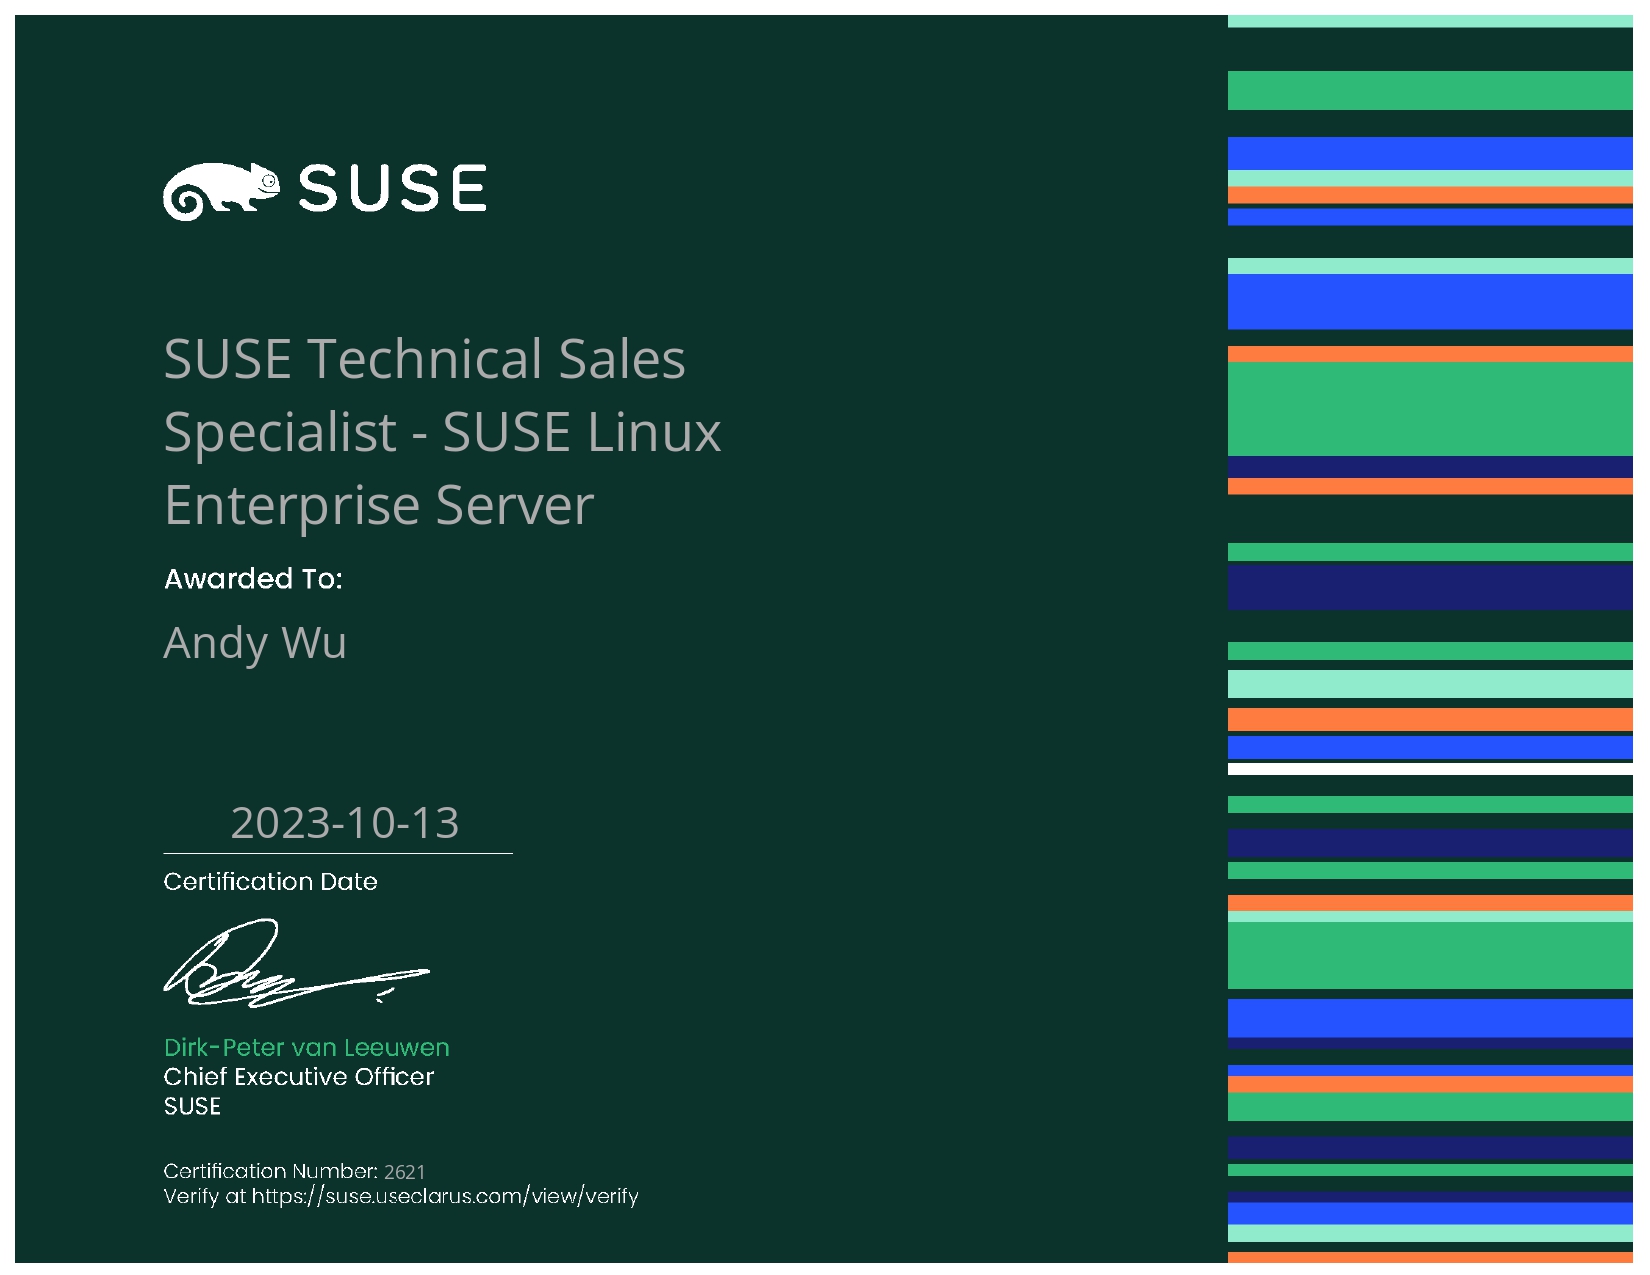 SUSE
SUSE Technical Sales
Specialist - SUSE Linux
Enterprise Server
Awarded To:
Andy Wu
2023-10-13
Certification Date
Dirk-Peter van Leeuwen
Chief Executive Officer
SUSE
Certification Number: 2621
Verify at https://suse.useclarus.com/view/verify